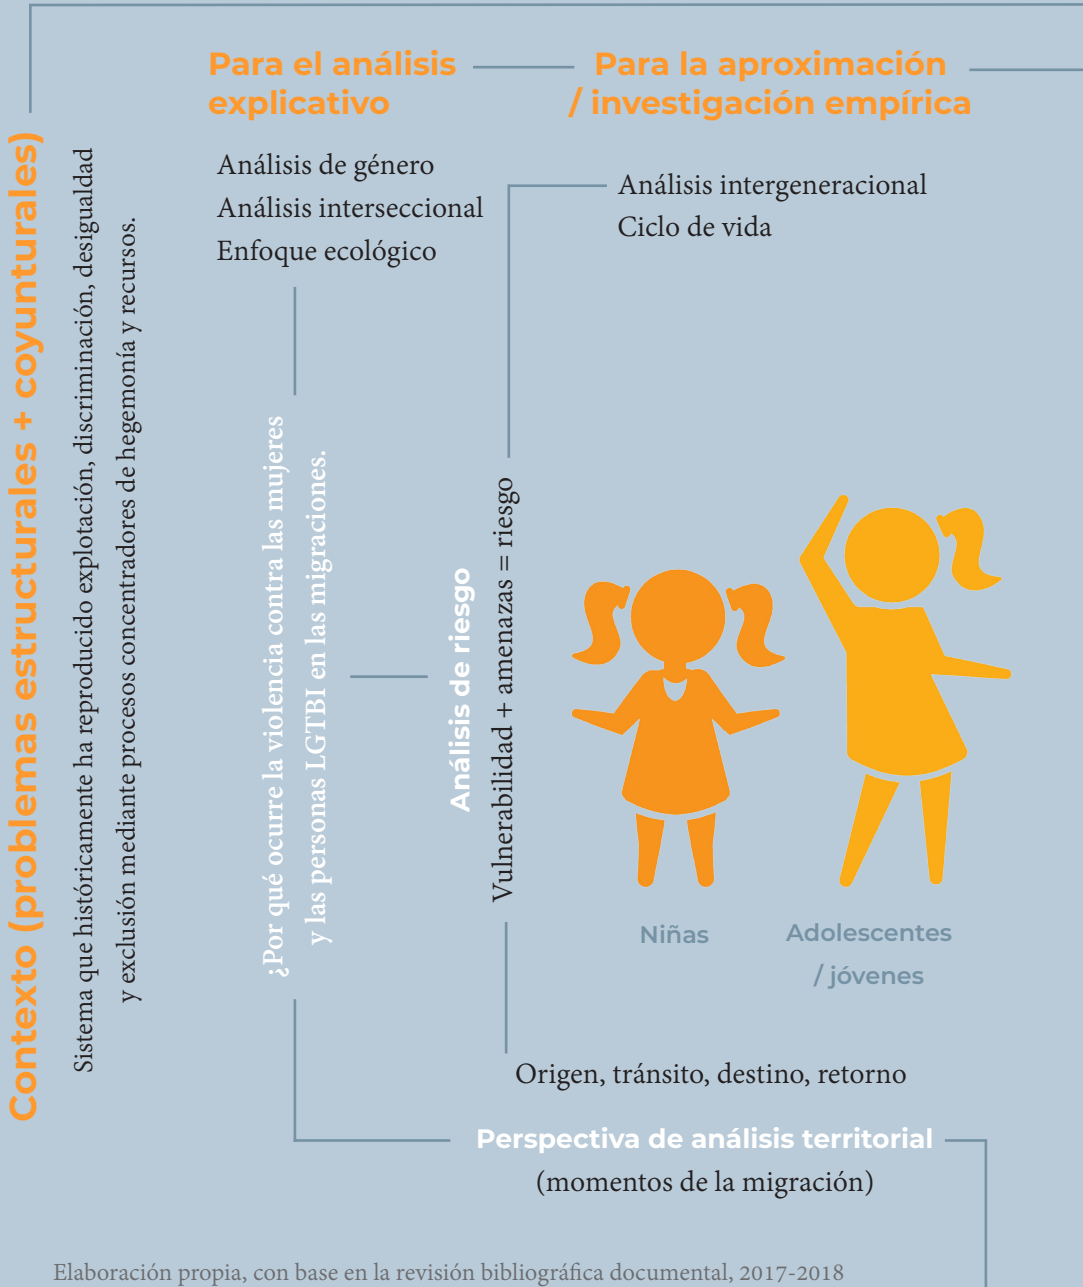 Contexto (problemas estructurales + coyunturales)
Sistema que históricamente ha reproducido explotación, discriminación, desigualdad
y exclusión mediante procesos concentradores de hegemonía y recursos.
Para el análisis
explicativo
Análisis de género
Análisis interseccional
Enfoque ecológico
¿Por qué ocurre la violencia contra las mujeres
y las personas LGTBI en las migraciones.
Para la aproximación
/ investigación empírica
Análisis intergeneracional
Ciclo de vida
Análisis de riesgo
Vulnerabilidad + amenazas = riesgo
Niñas
Adolescentes
/ jóvenes
Origen, tránsito, destino, retorno
Perspectiva de análisis territorial
(momentos de la migración)
Elaboración propia, con base en la revisión bibliográfica documental, 2017-2018